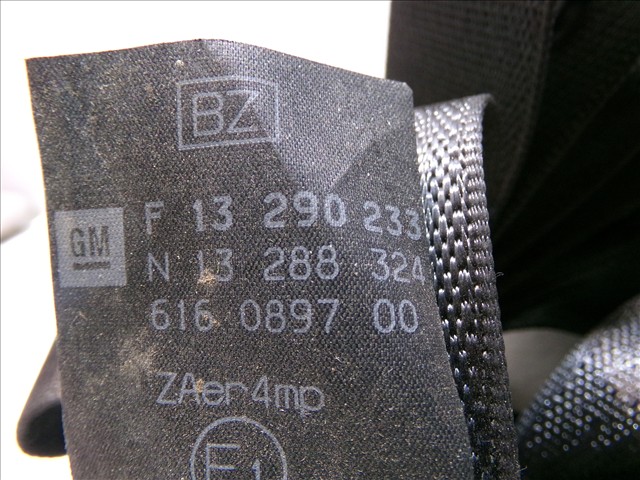 BZ
F 13 290 233
GM
N 13 288 324
616 0897 00
ZAer4mp
E1